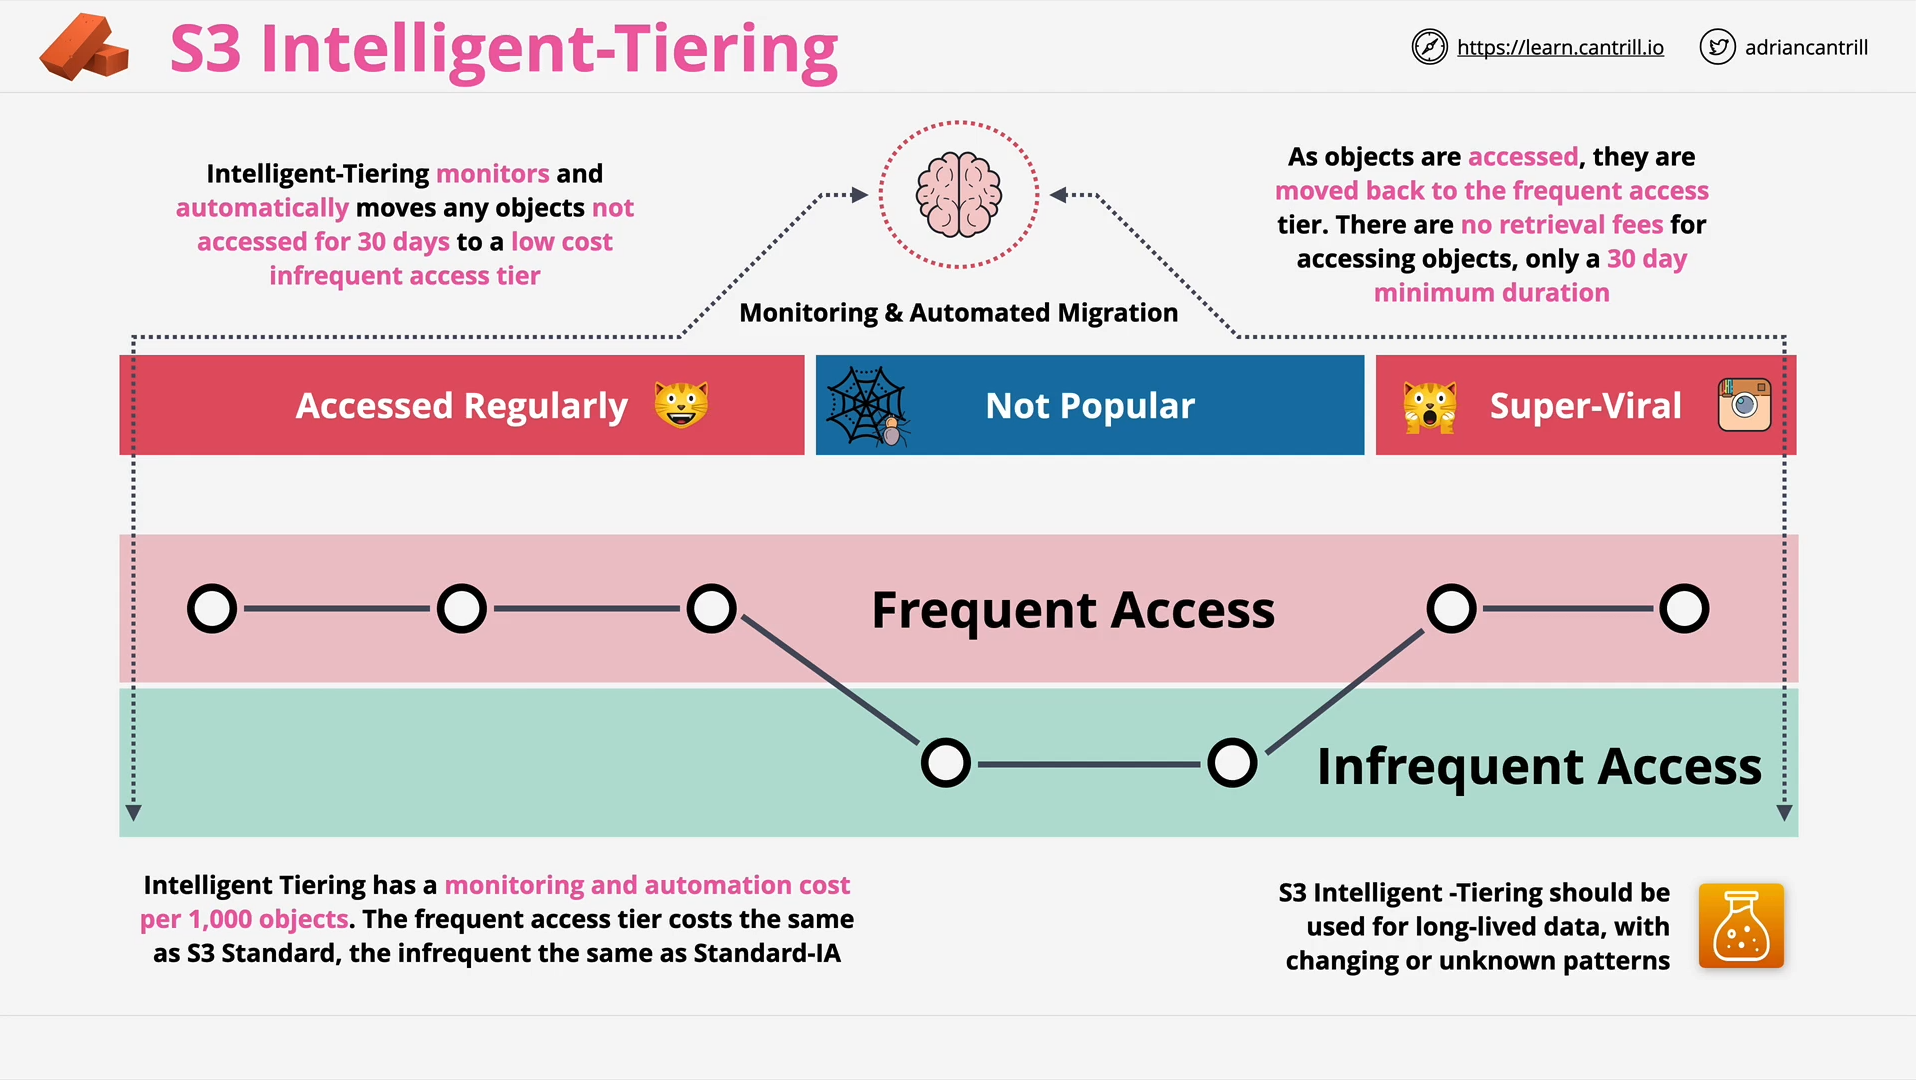 S3 Intelligent-Tiering
https://learn.cantrill.io
adriancantrill
Intelligent-Tiering monitors and
automatically moves any objects not
accessed for 30 days to a low cost
infrequent access tier
As objects are accessed, they are
moved back to the frequent access
tier. There are no retrieval fees for
accessing objects, only a 30 day
minimum duration
Monitoring & Automated Migration
Accessed Regularly
Not Popular
Super-Viral
Frequent Access
Infrequent Access
Intelligent Tiering has a monitoring and automation cost
per 1,000 objects. The frequent access tier costs the same
as S3 Standard, the infrequent the same as Standard-IA
S3 Intelligent -Tiering should be
used for long-lived data, with
changing or unknown patterns